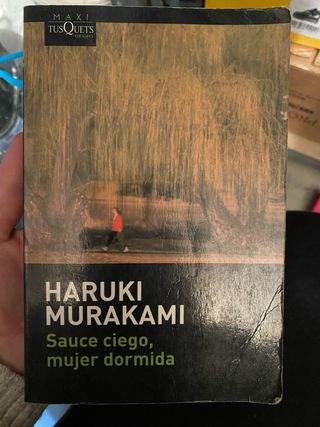 MAXI
TUSQUETS
EDITORES
HARUKI
MURAKAMI
Sauce ciego,
mujer dormida